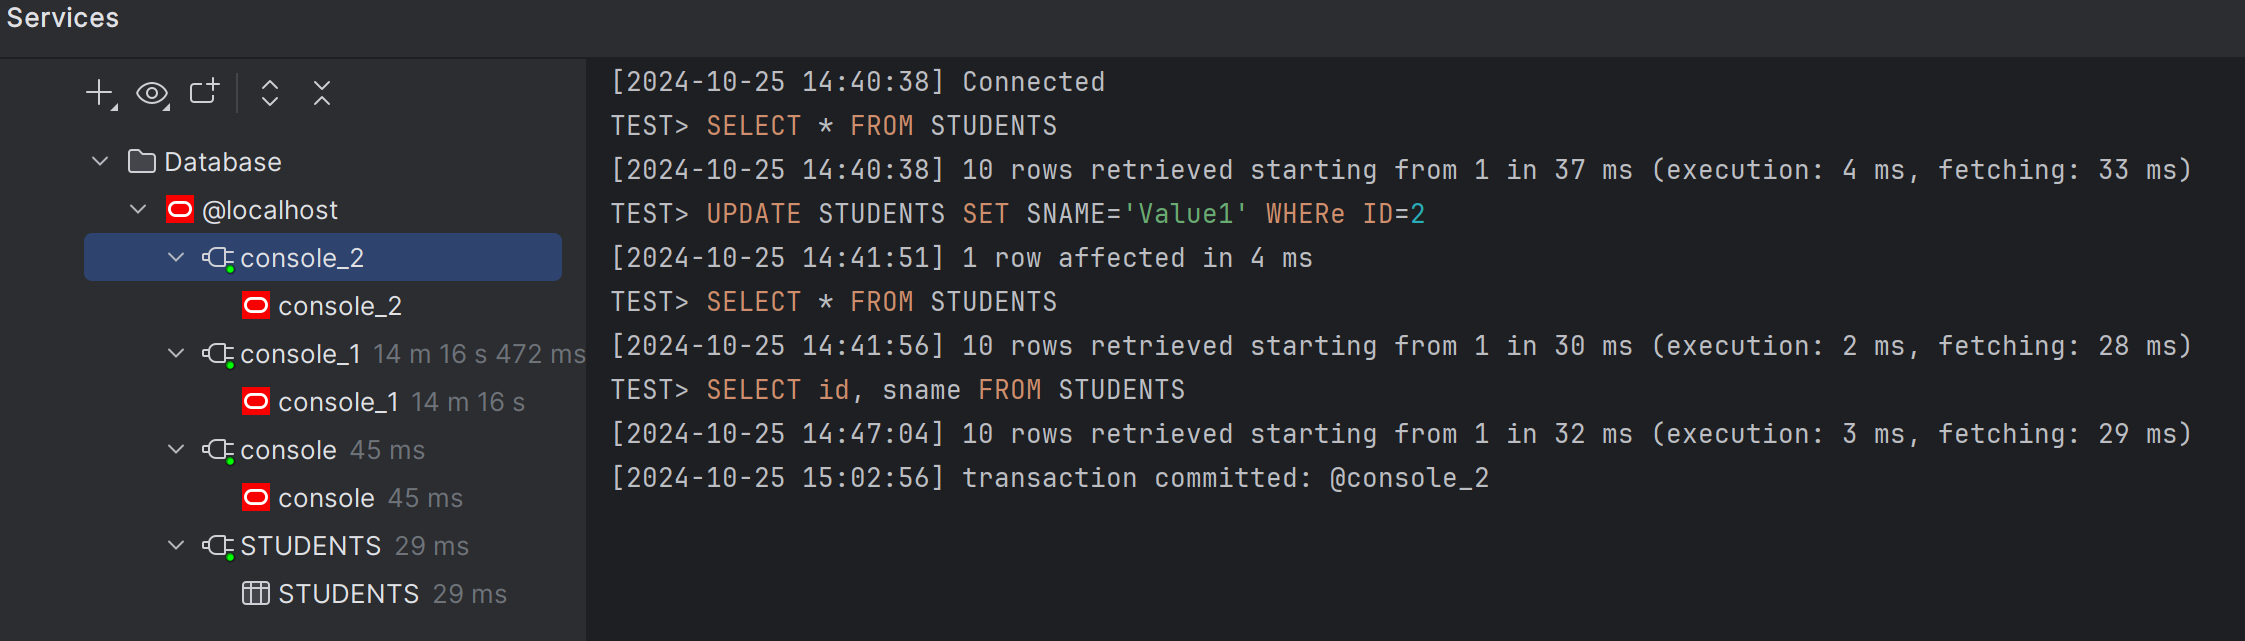 Services
Database
@localhost
console_2
console_2
console_1 14 m 16 s 472 ms
console_1 14 m 16 s
console 45 ms
console 45 ms
STUDENTS 29 ms
STUDENTS 29 ms
[2024-10-25 14:40:38] Connected
TEST> SELECT * FROM STUDENTS
[2024-10-25 14:40:38] 10 rows retrieved starting from 1 in 37 ms (execution: 4 ms, fetching: 33 ms)
TEST> UPDATE STUDENTS SET SNAME='Value1' WHERe ID=2
[2024-10-25 14:41:51] 1 row affected in 4 ms
TEST> SELECT * FROM STUDENTS
[2024-10-25 14:41:56] 10 rows retrieved starting from 1 in 30 ms (execution: 2 ms, fetching: 28 ms)
TEST> SELECT id, sname FROM STUDENTS
[2024-10-25 14:47:04] 10 rows retrieved starting from 1 in 32 ms (execution: 3 ms, fetching: 29 ms)
[2024-10-25 15:02:56] transaction committed: @console_2